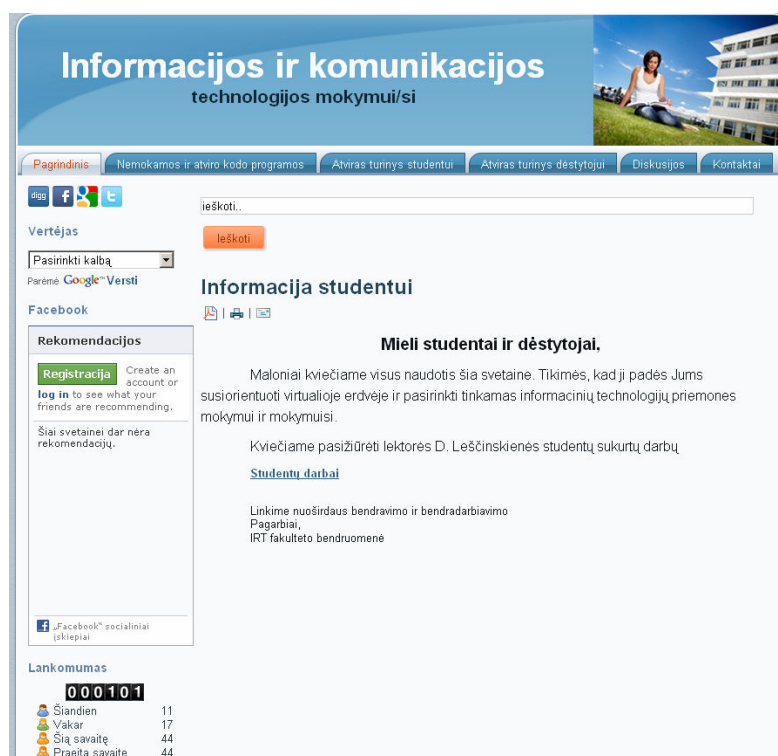 Informacijos ir komunikacijos
technologijos mokymui/si
Pagrindinis
Nemokamos ir atviro kodo programos
Atviras turinys studentui
Atviras turinys dėstytojui
Diskusijos
Kontaktai
digg
ieškoti..
Ieškoti
Vertėjas
Pasirinkti kalbą
Parėmė Google™ Versti
Facebook
Rekomendacijos
Registracija Create an
account or
log in to see what your
friends are recommending.
Šiai svetainei dar nėra
rekomendacijų.
„Facebook“ socialiniai
įskiepiai
Lankomumas
000101
Šiandien 11
Vakar 17
Šią savaitę 44
Praeitą savaitę 44
Informacija studentui
Mieli studentai ir dėstytojai,
Maloniai kviečiame visus naudotis šia svetaine. Tikimės, kad ji padės Jums
susiorientuoti virtualioje erdvėje ir pasirinkti tinkamas informacinių technologijų priemones
mokymui ir mokymuisi.
Kviečiame pasižiūrėti lektorės D. Leščinskienės studentų sukurtų darbų
Studentų darbai
Linkime nuoširdaus bendravimo ir bendradarbiavimo
Pagarbiai,
IRT fakulteto bendruomenė